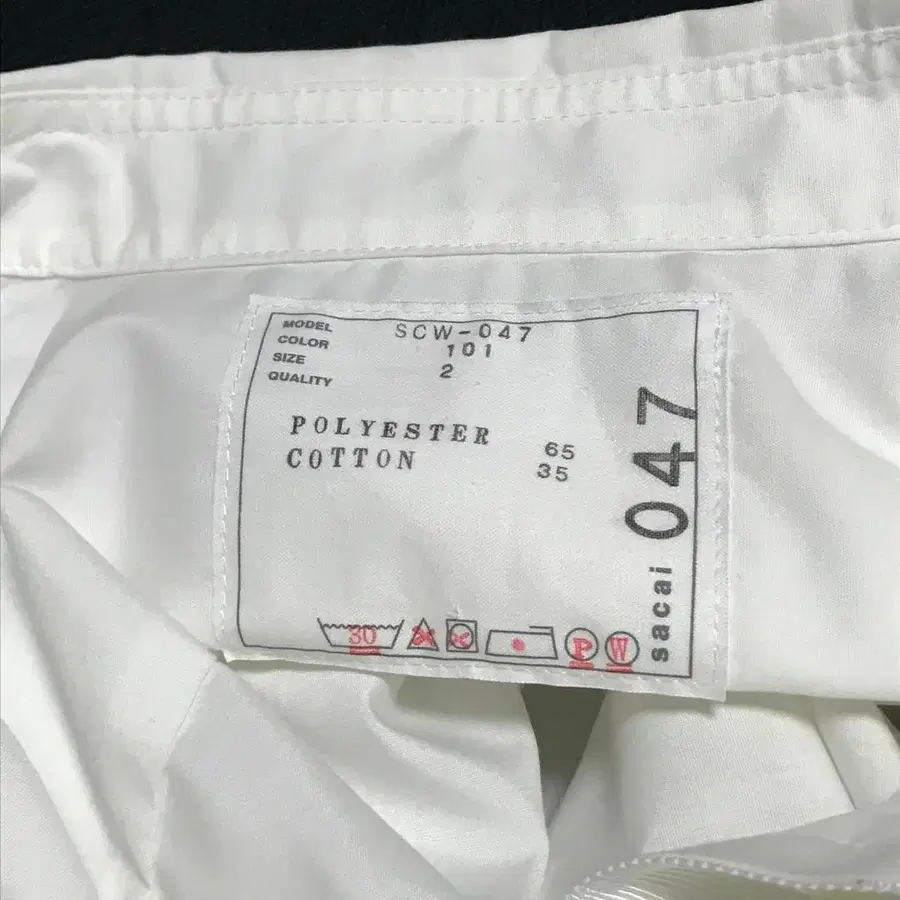 MODEL SCW-047
COLOR 101
SIZE 2
QUALITY
POLYESTER 65
COTTON 35
30
P
W
sacai 047